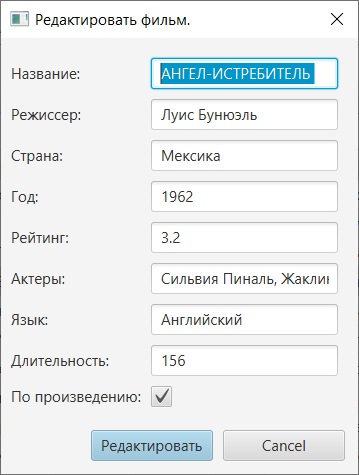 Редактировать фильм.
Название: АНГЕЛ-ИСТРЕБИТЕЛЬ
Режиссер: Луис Бунюэль
Страна: Мексика
Год: 1962
Рейтинг: 3.2
Актеры: Сильвия Пиналь, Жаклин
Язык: Английский
Длительность: 156
По произведению:
Редактировать Cancel